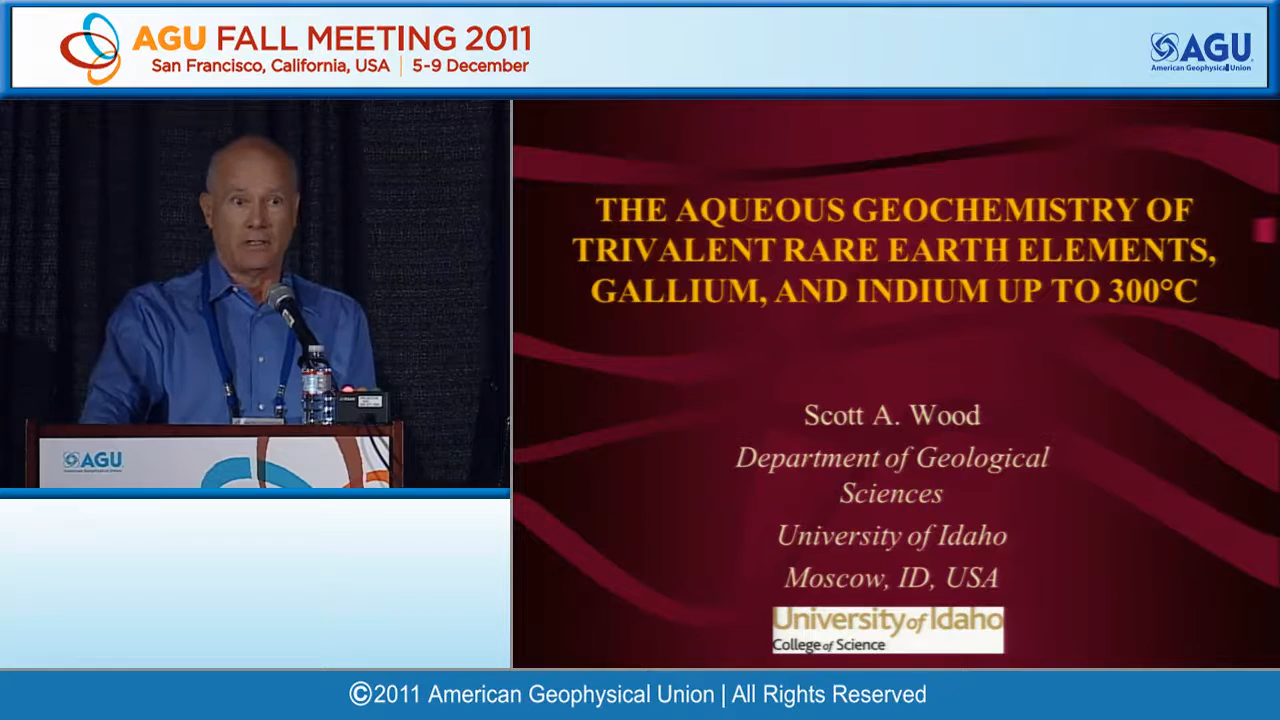 AGU FALL MEETING 2011
San Francisco, California, USA | 5-9 December
AGU
American Geophysical Union
AGU
THE AQUEOUS GEOCHEMISTRY OF
TRIVALENT RARE EARTH ELEMENTS,
GALLIUM, AND INDIUM UP TO 300°C
Scott A. Wood
Department of Geological
Sciences
University of Idaho
Moscow, ID, USA
University of Idaho
College of Science
©2011 American Geophysical Union | All Rights Reserved